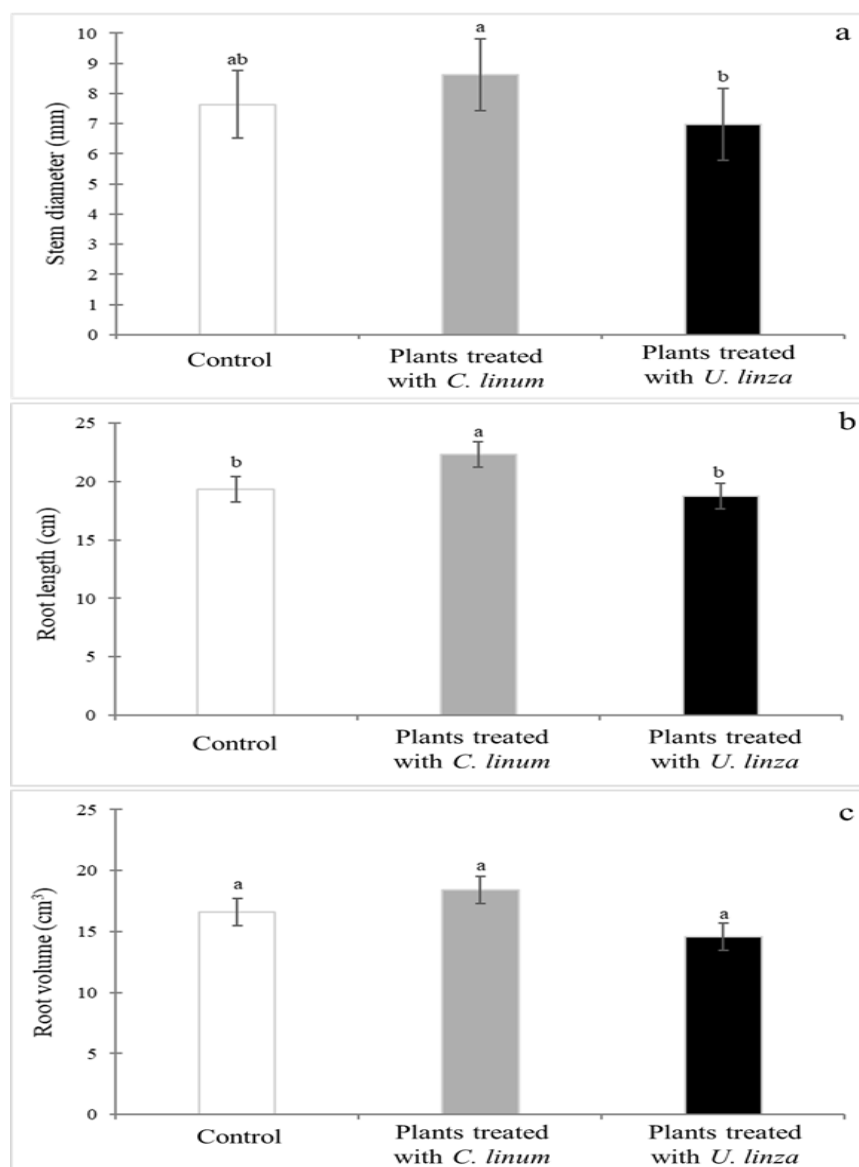 a
Stem diameter (mm)
10
9
8
7
6
5
4
3
2
1
0
ab
a
b
Control
Plants treated
with C. linum
Plants treated
with U. linza
b
Root length (cm)
25
20
15
10
5
0
b
a
b
Control
Plants treated
with C. linum
Plants treated
with U. linza
c
Root volume (cm³)
25
20
15
10
5
0
a
a
a
Control
Plants treated
with C. linum
Plants treated
with U. linza